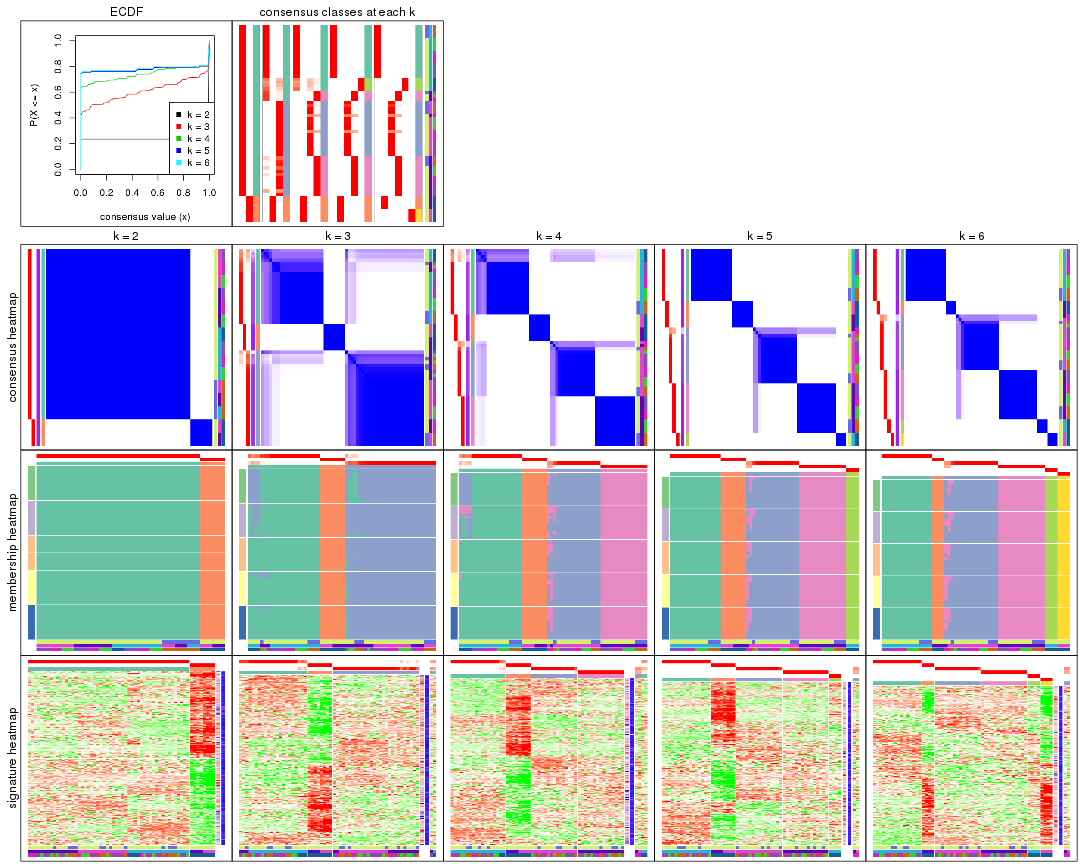 ECDF
consensus classes at each k
P(X <= x)
0.0 0.2 0.4 0.6 0.8 1.0
k = 2
k = 3
k = 4
k = 5
k = 6
0.0 0.2 0.4 0.6 0.8 1.0
consensus value (x)
k = 2
k = 3
k = 4
k = 5
k = 6
consensus heatmap
membership heatmap
signature heatmap